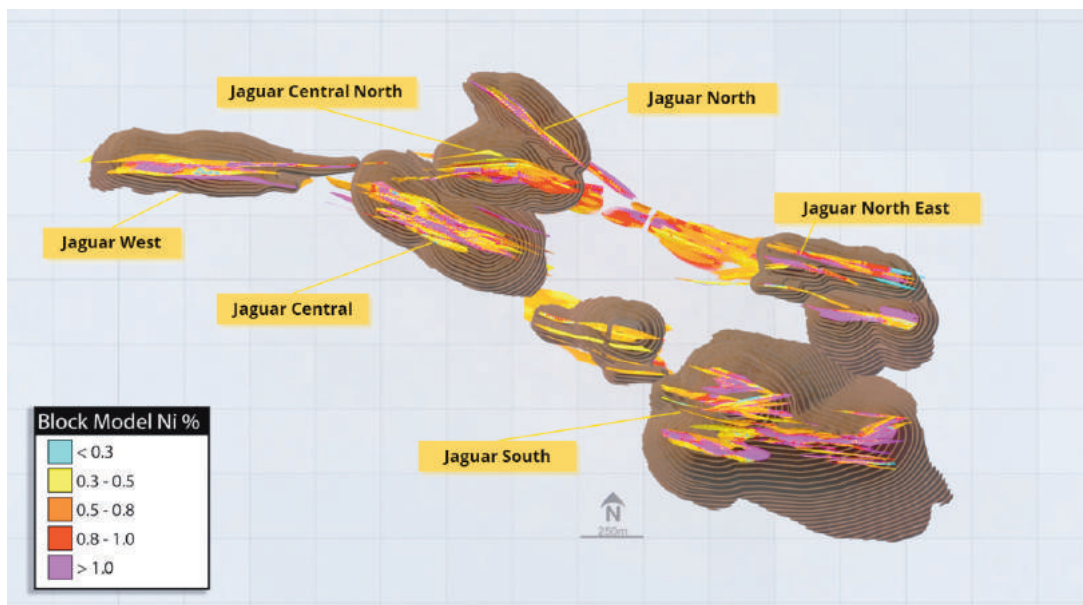 Jaguar Central North
Jaguar North
Jaguar North East
Jaguar West
Jaguar Central
Jaguar South
Block Model Ni %
< 0.3
0.3 - 0.5
0.5 - 0.8
0.8 - 1.0
> 1.0
N
250m